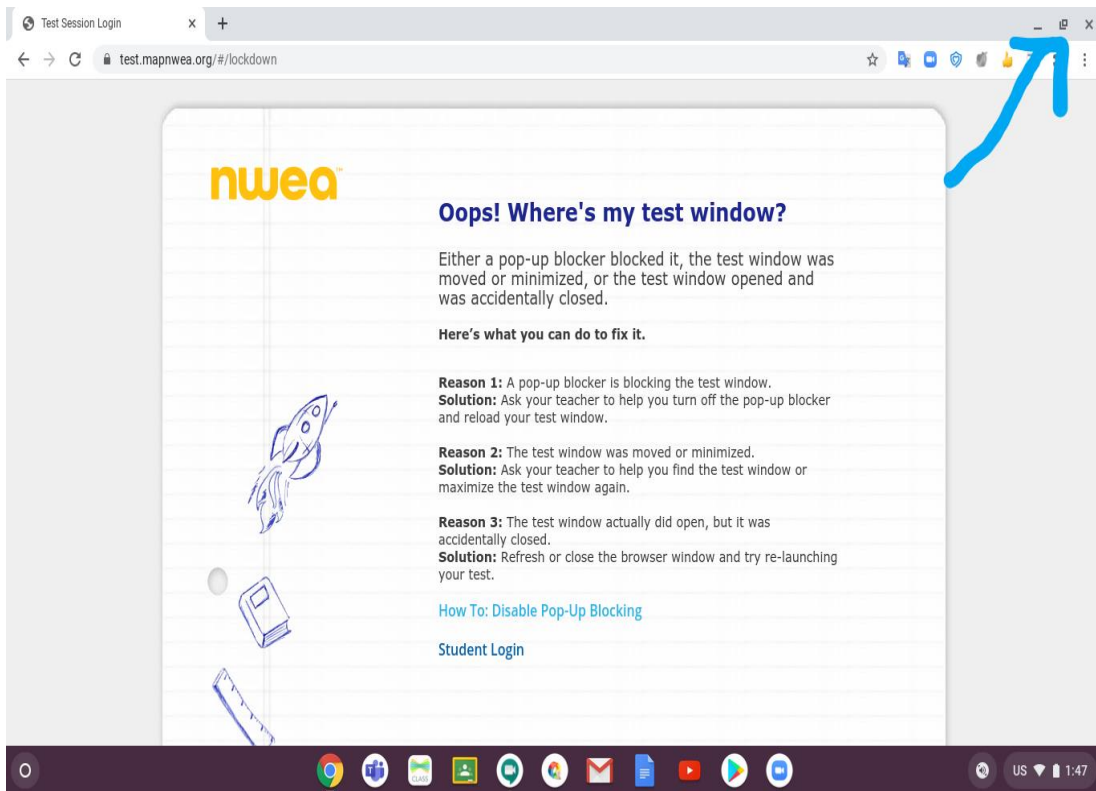 Test Session Login
test.mapnwea.org/#/lockdown
nwea™
Oops! Where's my test window?
Either a pop-up blocker blocked it, the test window was
moved or minimized, or the test window opened and
was accidentally closed.
Here's what you can do to fix it.
Reason 1: A pop-up blocker is blocking the test window.
Solution: Ask your teacher to help you turn off the pop-up blocker
and reload your test window.
Reason 2: The test window was moved or minimized.
Solution: Ask your teacher to help you find the test window or
maximize the test window again.
Reason 3: The test window actually did open, but it was
accidentally closed.
Solution: Refresh or close the browser window and try re-launching
your test.
How To: Disable Pop-Up Blocking
Student Login
CLASS
US 1:47